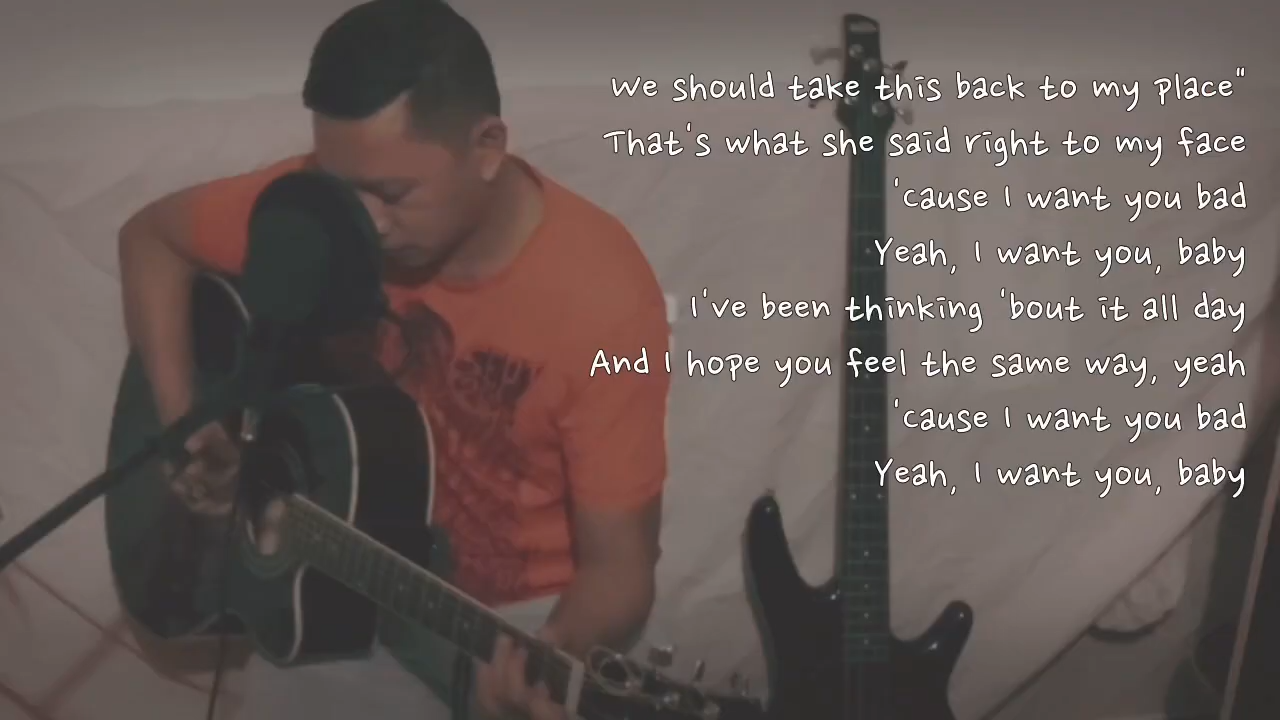 We should take this back to my place"
That's what she said right to my face
'cause I want you bad
Yeah, I want you, baby
I've been thinking 'bout it all day
And I hope you feel the same way, yeah
'cause I want you bad
Yeah, I want you, baby